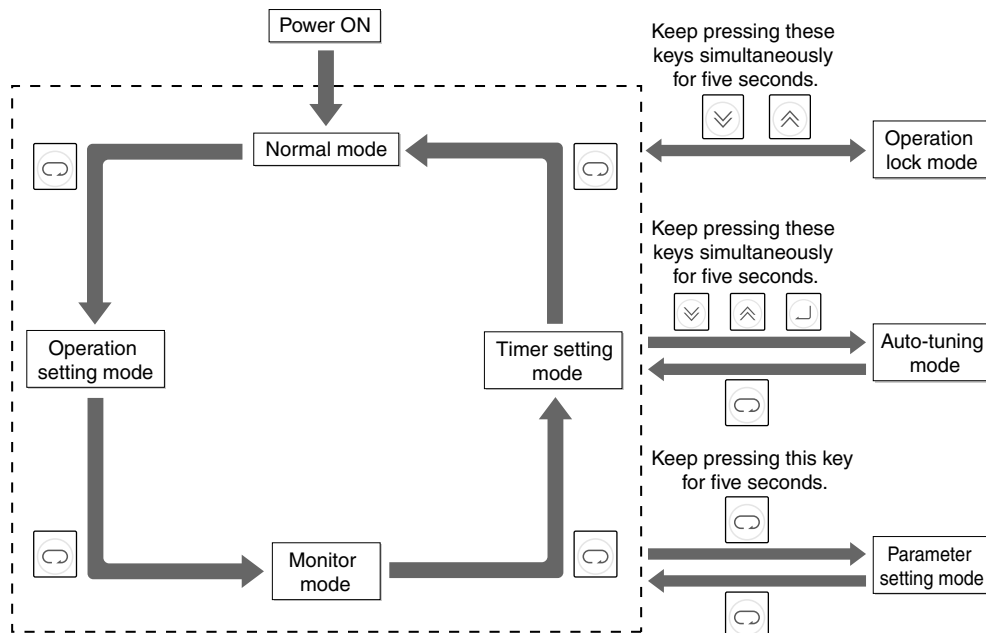 Power ON
Normal mode
Operation
setting mode
Monitor
mode
Timer setting
mode
Keep pressing these
keys simultaneously
for five seconds.
Operation
lock mode
Keep pressing these
keys simultaneously
for five seconds.
Auto-tuning
mode
Keep pressing this key
for five seconds.
Parameter
setting mode